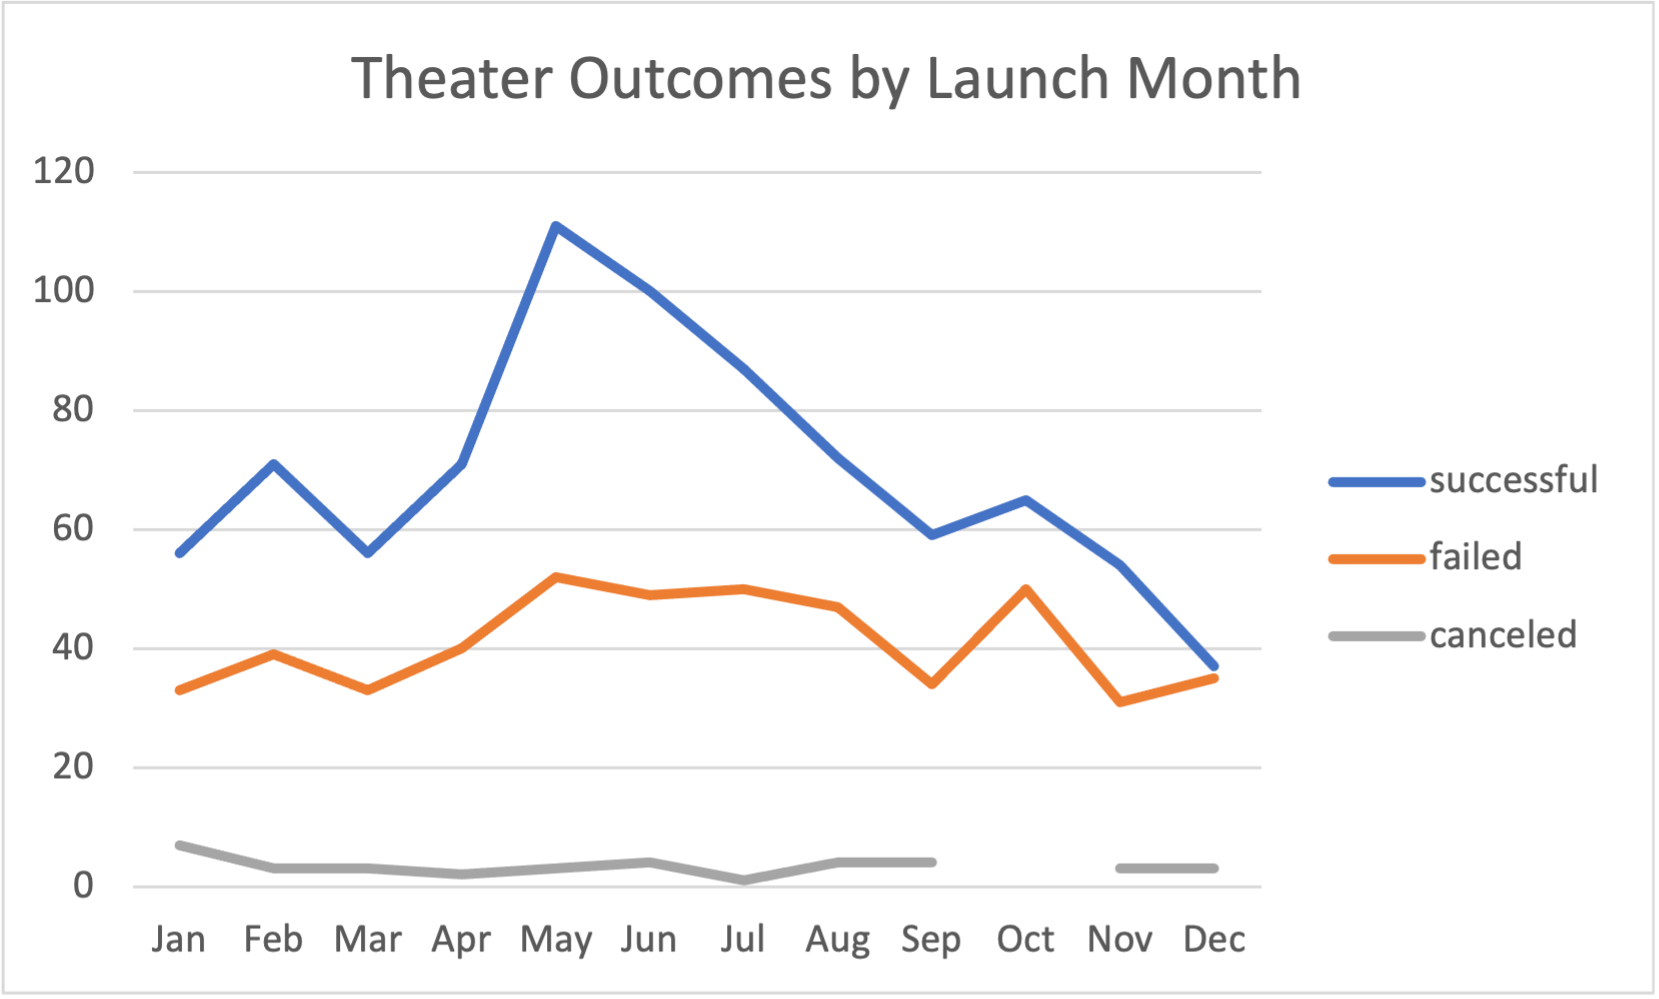 Theater Outcomes by Launch Month
120
100
80
60
40
20
0
Jan Feb Mar Apr May Jun Jul Aug Sep Oct Nov Dec
successful
failed
canceled